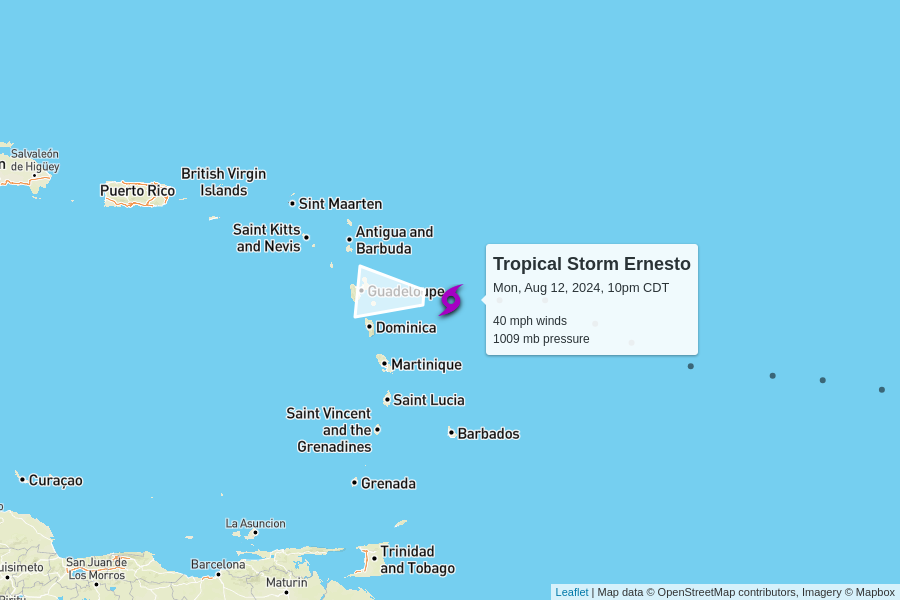 Salvaleón
de Higüey
n
Puerto Rico
British Virgin
Islands
Sint Maarten
Saint Kitts
and Nevis
Antigua and
Barbuda
Guadeloupe
Tropical Storm Ernesto
Mon, Aug 12, 2024, 10pm CDT
40 mph winds
1009 mb pressure
Dominica
Martinique
Saint Lucia
Saint Vincent
and the
Grenadines
Barbados
Curaçao
Grenada
o
La Asuncion
Trinidad
and Tobago
uisimeto
San Juan de
Los Morros
Barcelona
Maturín
Leaflet | Map data © OpenStreetMap contributors, Imagery © Mapbox